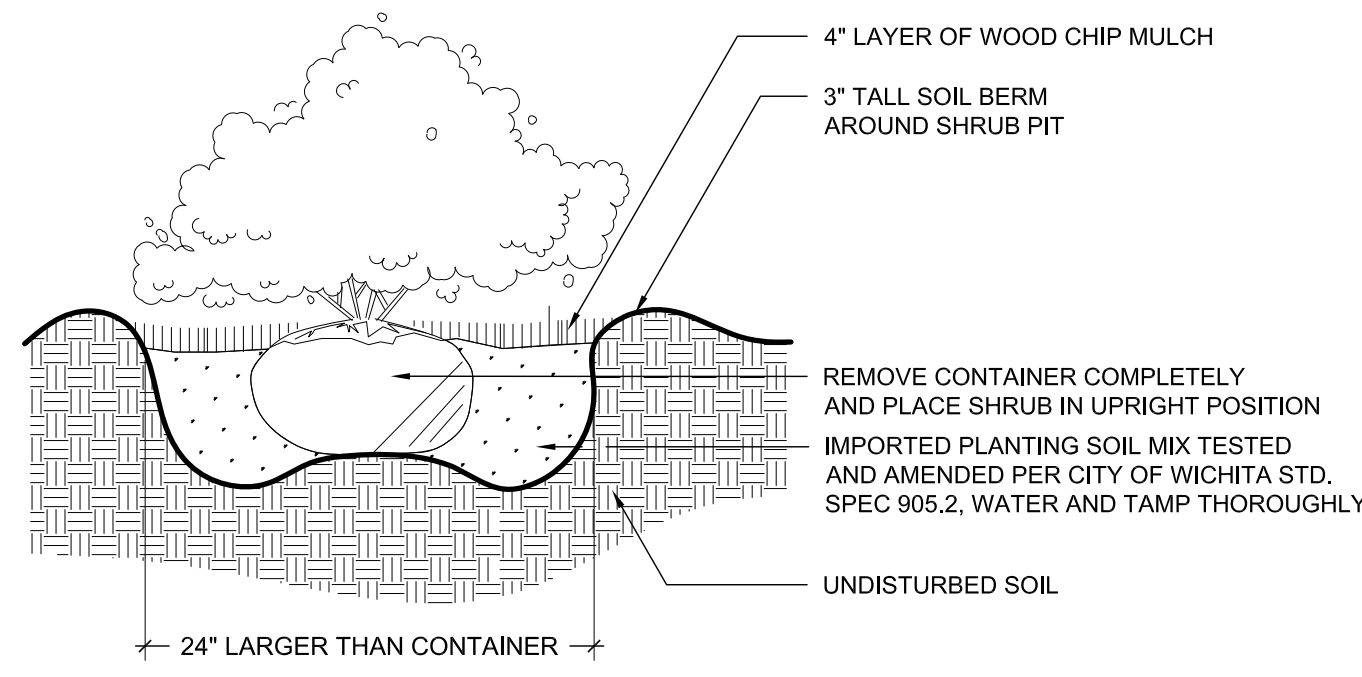 4" LAYER OF WOOD CHIP MULCH
3" TALL SOIL BERM
AROUND SHRUB PIT
REMOVE CONTAINER COMPLETELY
AND PLACE SHRUB IN UPRIGHT POSITION
IMPORTED PLANTING SOIL MIX TESTED
AND AMENDED PER CITY OF WICHITA STD.
SPEC 905.2, WATER AND TAMP THOROUGHLY
UNDISTURBED SOIL
24" LARGER THAN CONTAINER